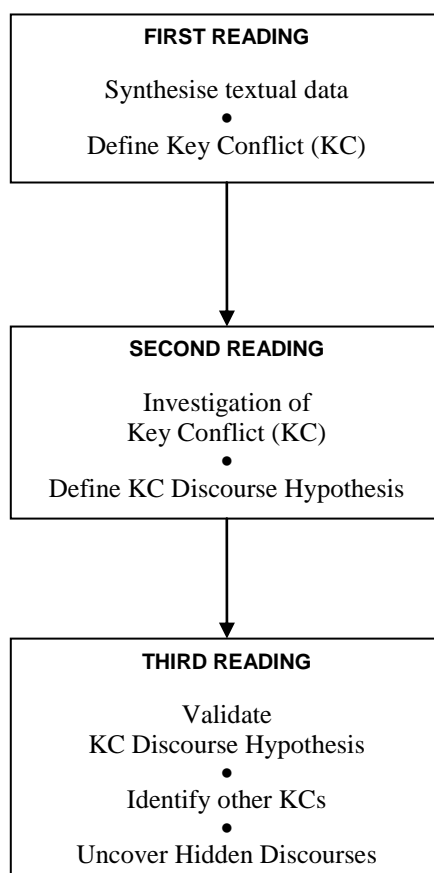 FIRST READING
Synthesise textual data
•
Define Key Conflict (KC)
SECOND READING
Investigation of
Key Conflict (KC)
•
Define KC Discourse Hypothesis
THIRD READING
Validate
KC Discourse Hypothesis
•
Identify other KCs
•
Uncover Hidden Discourses